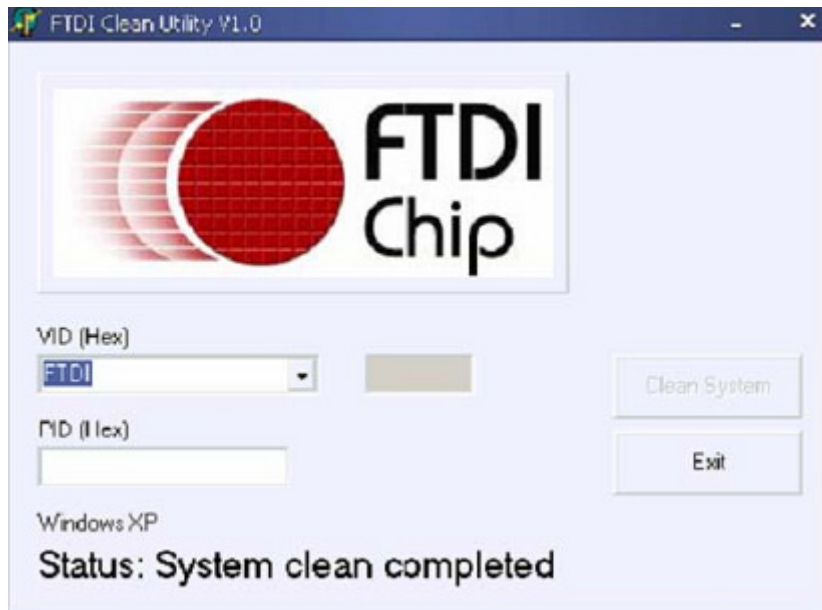 FTDI Clean Utility V1.0
FTDI
Chip
VID (Hex)
FTDI
Clean System
PID (Hex)
Exit
Windows XP
Status: System clean completed